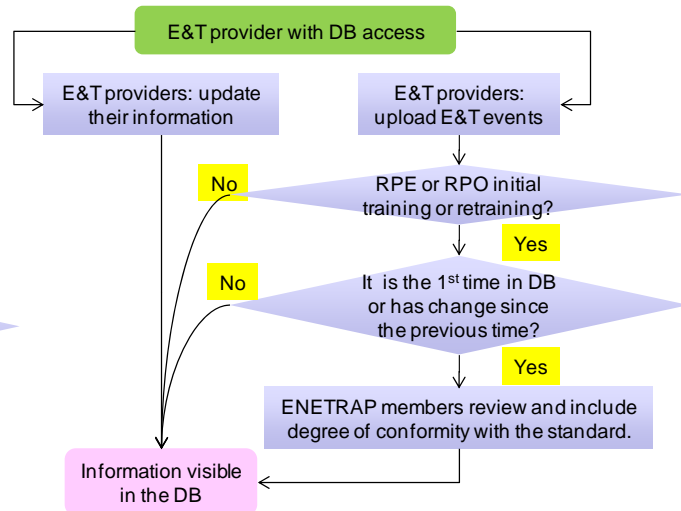 E&T provider with DB access
E&T providers: update
their information
E&T providers:
upload E&T events
No
RPE or RPO initial
training or retraining?
Yes
No
It is the 1st time in DB
or has change since
the previous time?
Yes
ENETRAP members review and include
degree of conformity with the standard.
Information visible
in the DB